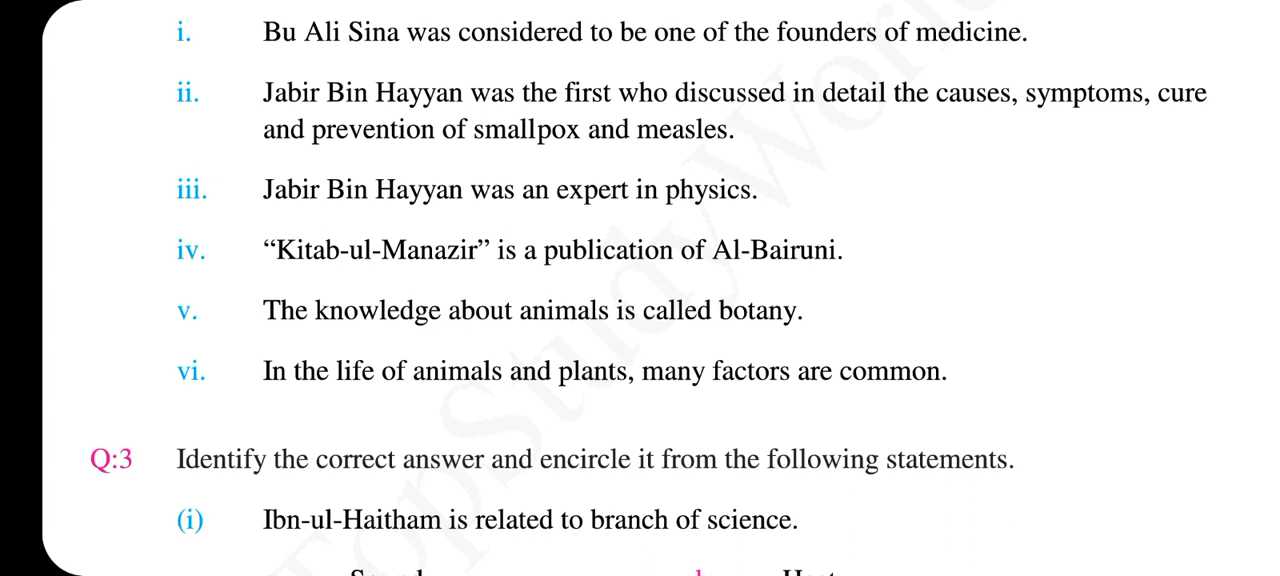 i. Bu Ali Sina was considered to be one of the founders of medicine.
ii. Jabir Bin Hayyan was the first who discussed in detail the causes, symptoms, cure
and prevention of smallpox and measles.
iii. Jabir Bin Hayyan was an expert in physics.
iv. “Kitab-ul-Manazir” is a publication of Al-Bairuni.
v. The knowledge about animals is called botany.
vi. In the life of animals and plants, many factors are common.
Q:3 Identify the correct answer and encircle it from the following statements.
(i) Ibn-ul-Haitham is related to branch of science.
TopStudyWorld